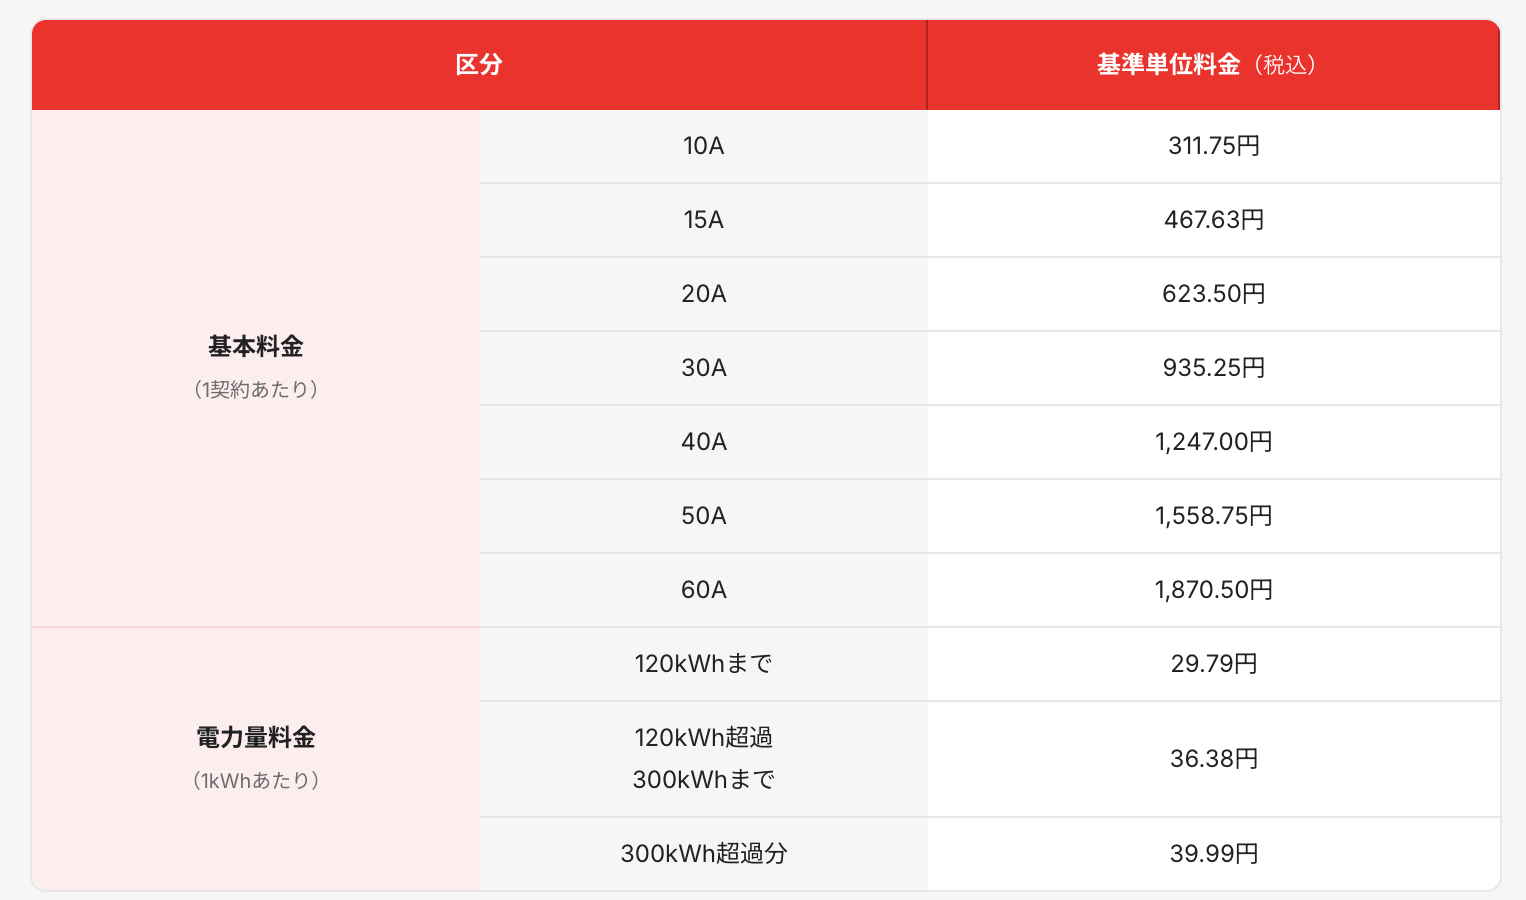 区分
基準単位料金（税込）
基本料金
（1契約あたり）
10A
311.75円
15A
467.63円
20A
623.50円
30A
935.25円
40A
1,247.00円
50A
1,558.75円
60A
1,870.50円
電力量料金
（1kWhあたり）
120kWhまで
29.79円
120kWh超過
300kWhまで
36.38円
300kWh超過分
39.99円